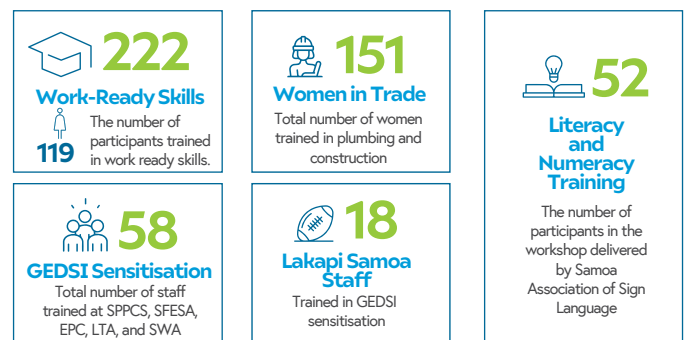 222
Work-Ready Skills
119
The number of
participants trained
in work ready skills.
151
Women in Trade
Total number of women
trained in plumbing and
construction
52
Literacy
and
Numeracy
Training
The number of
participants in the
workshop delivered
by Samoa
Association of Sign
Language
58
GEDSI Sensitisation
Total number of staff
trained at SPPCS, SFESA,
EPC, LTA, and SWA
18
Lakapi Samoa
Staff
Trained in GEDSI
sensitisation